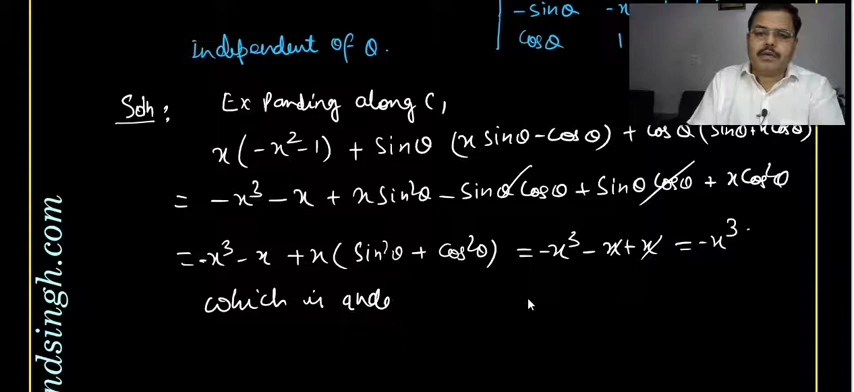 -sinθ -x
independent of θ.
cosθ 1
Soln: Expanding along C₁
x(-x²-1) + sinθ (x sinθ - cosθ) + cosθ (sinθ + x cosθ)
= -x³ - x + x sin²θ - sinθ cosθ + sinθ cosθ + x cos²θ
= -x³ - x + x (sin²θ + cos²θ) = -x³ - x + x = -x³.
which is inde
ndsingh.com